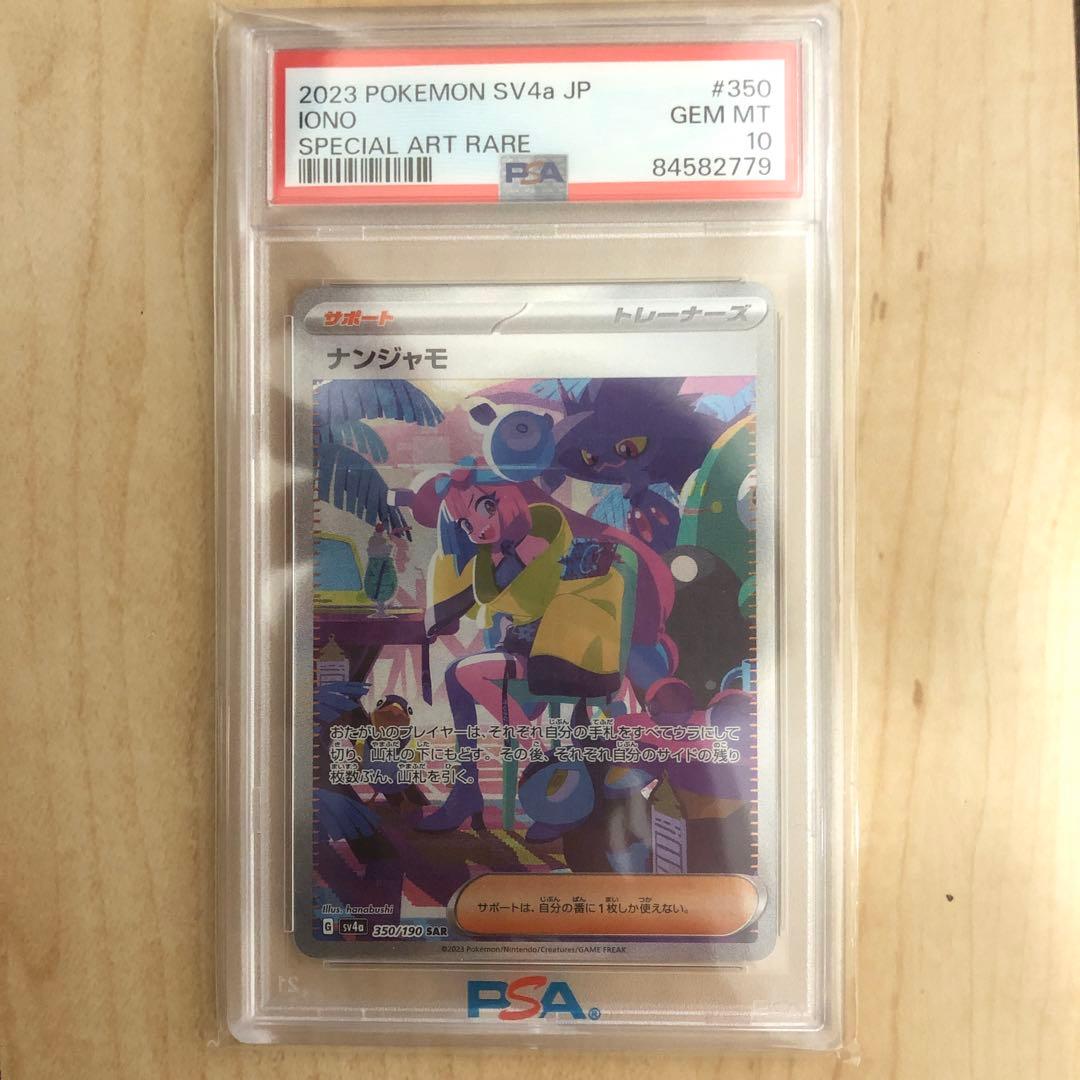 2023 POKEMON SV4a JP #350
IONO GEM MT
SPECIAL ART RARE 10
84582779
PSA
サポート トレーナーズ
ナンジャモ
おたがいのプレイヤーは、それぞれ自分の手札をすべてウラにして
切り、山札の下にもどす。その後、それぞれ自分のサイドの残り
枚数ぶん、山札を引く。
サポートは、自分の番に1枚しか使えない。
Illus. hanabushi
G sv4a 350/190 SAR
©2023 Pokémon/Nintendo/Creatures/GAME FREAK
PSA®